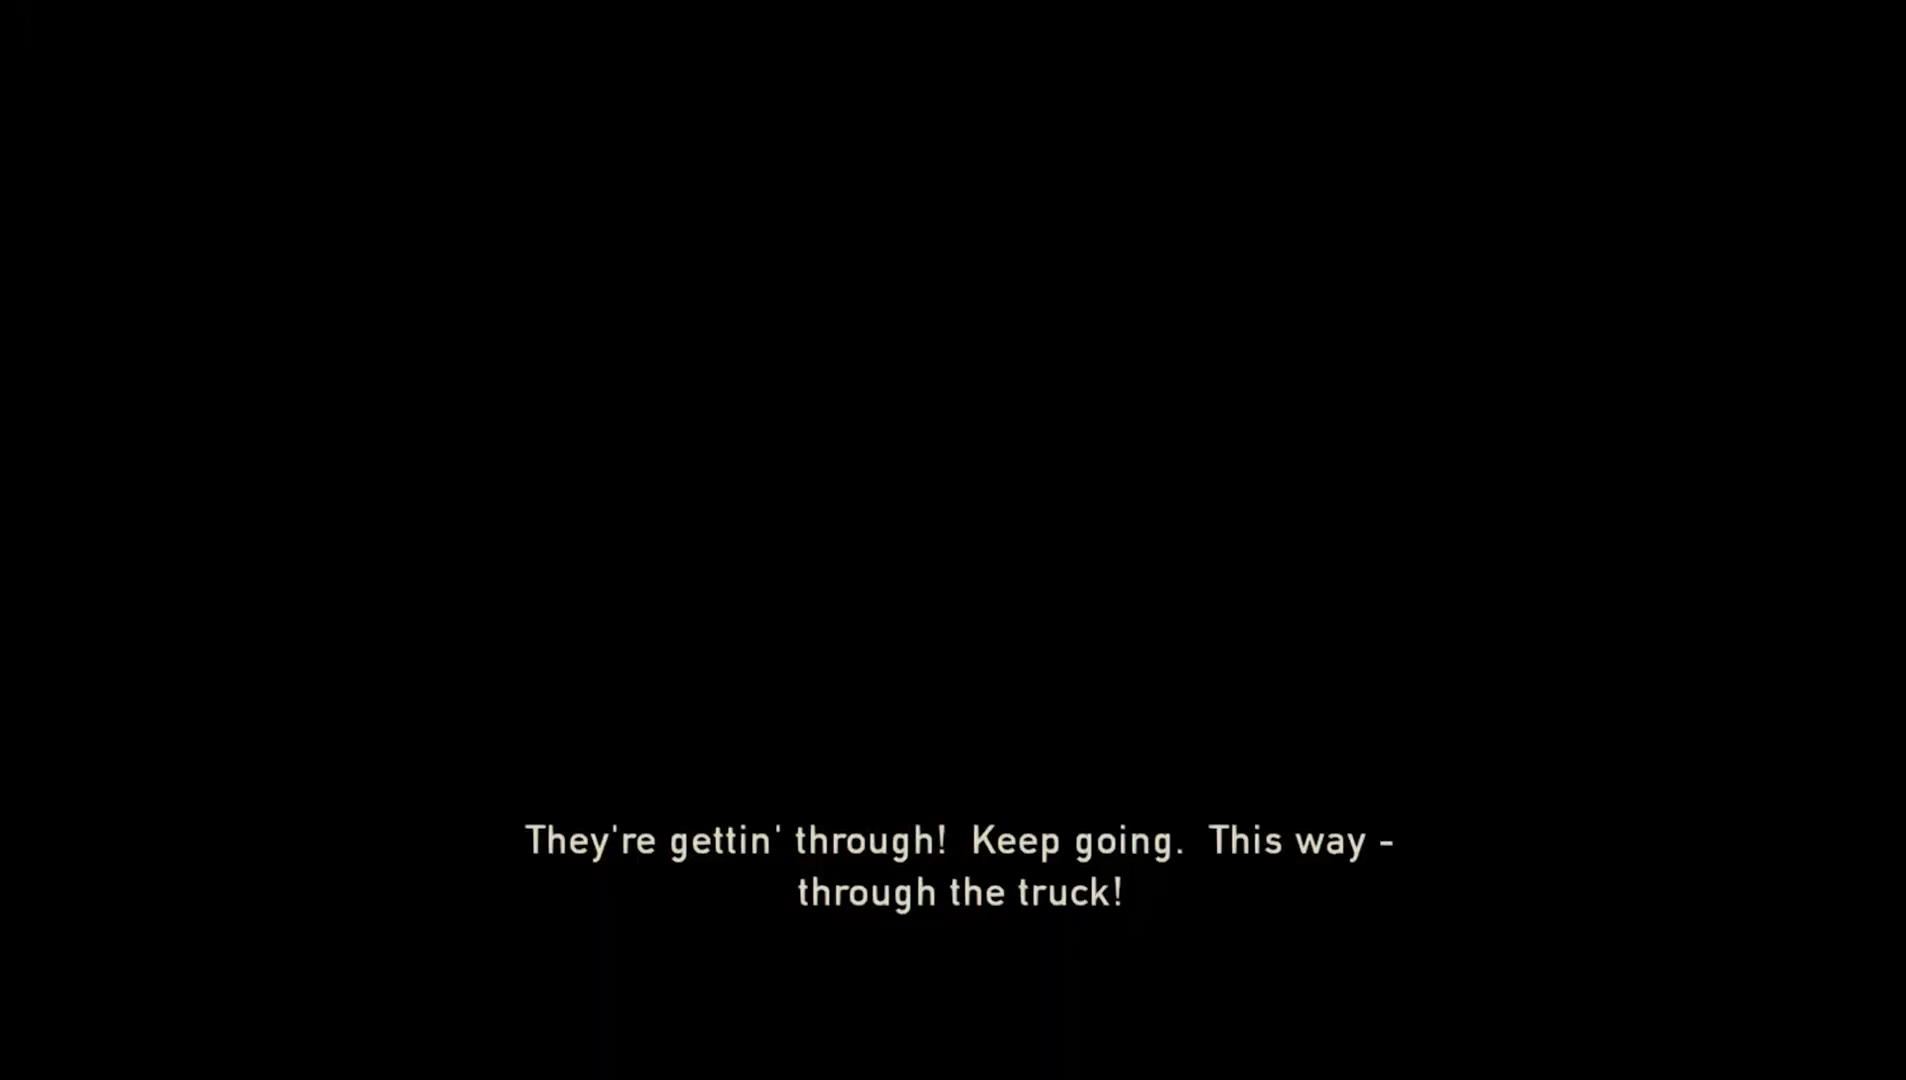 They're gettin' through!  Keep going.  This way -
through the truck!